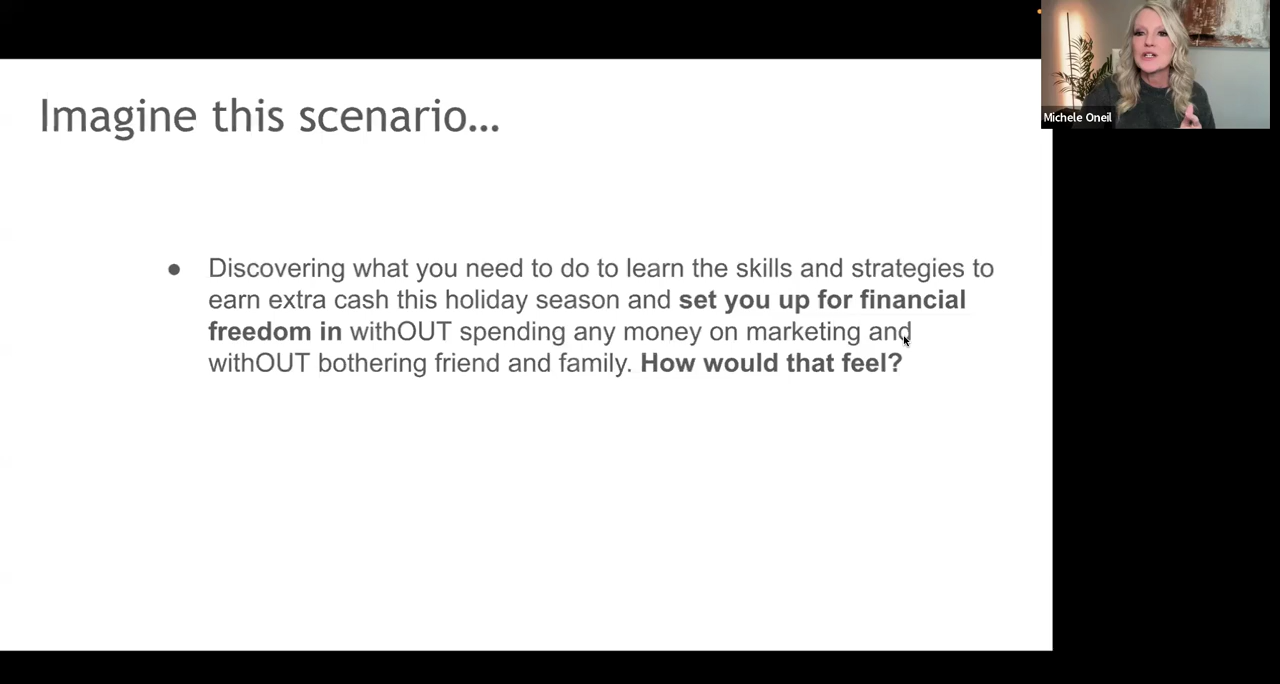 Imagine this scenario...
● Discovering what you need to do to learn the skills and strategies to
earn extra cash this holiday season and set you up for financial
freedom in withOUT spending any money on marketing and
withOUT bothering friend and family. How would that feel?
Michele Oneil